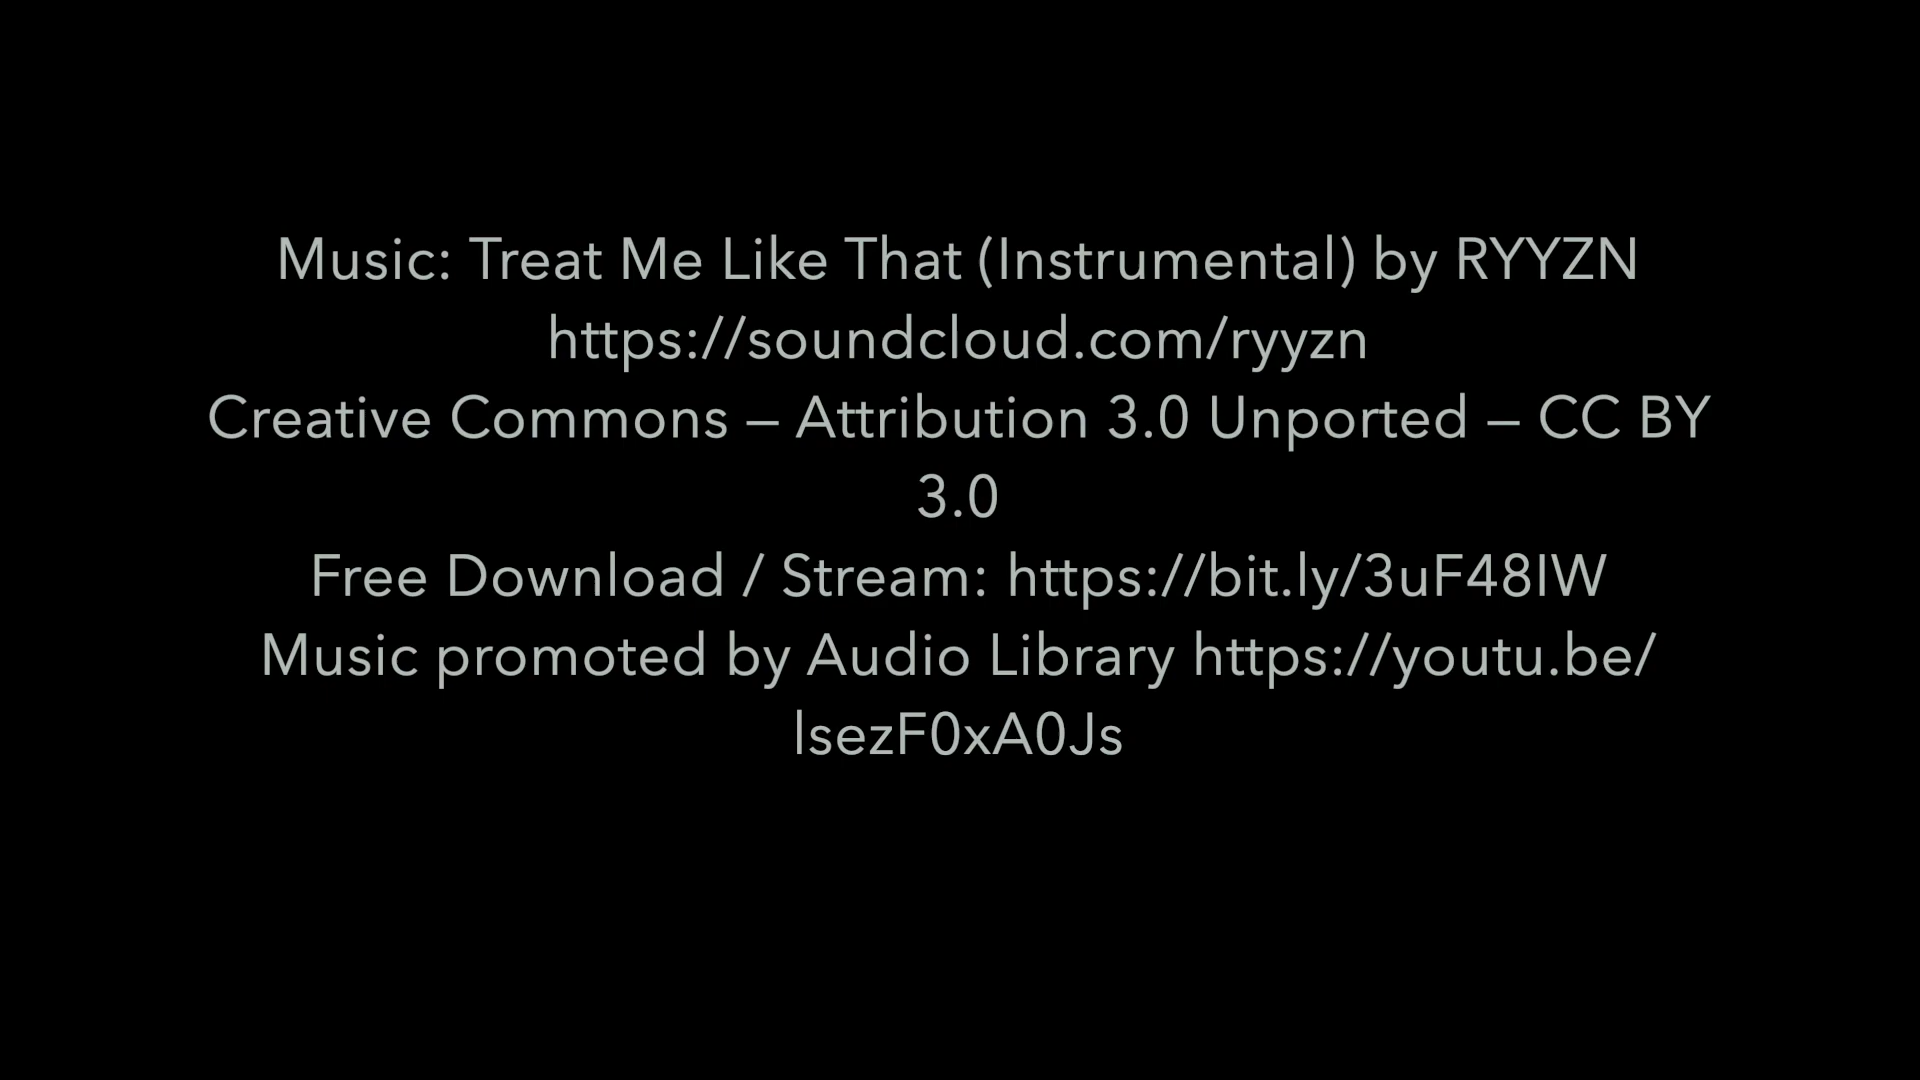 Music: Treat Me Like That (Instrumental) by RYYZN
https://soundcloud.com/ryyzn
Creative Commons — Attribution 3.0 Unported — CC BY
3.0
Free Download / Stream: https://bit.ly/3uF48IW
Music promoted by Audio Library https://youtu.be/
lsezF0xA0Js